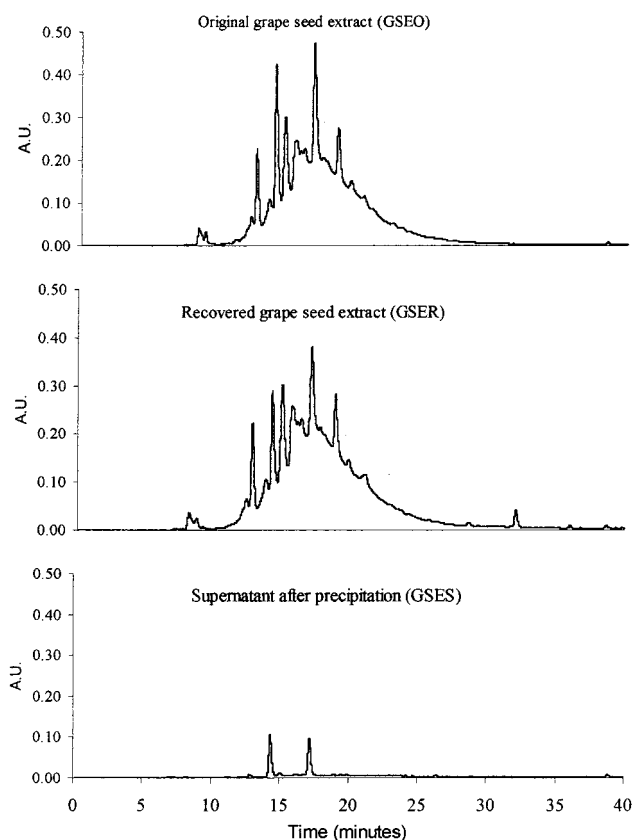 Original grape seed extract (GSEO)
0.50
0.40
0.30
0.20
0.10
0.00
A.U.
Recovered grape seed extract (GSER)
0.50
0.40
0.30
0.20
0.10
0.00
A.U.
Supernatant after precipitation (GSES)
0.50
0.40
0.30
0.20
0.10
0.00
A.U.
0 5 10 15 20 25 30 35 40
Time (minutes)